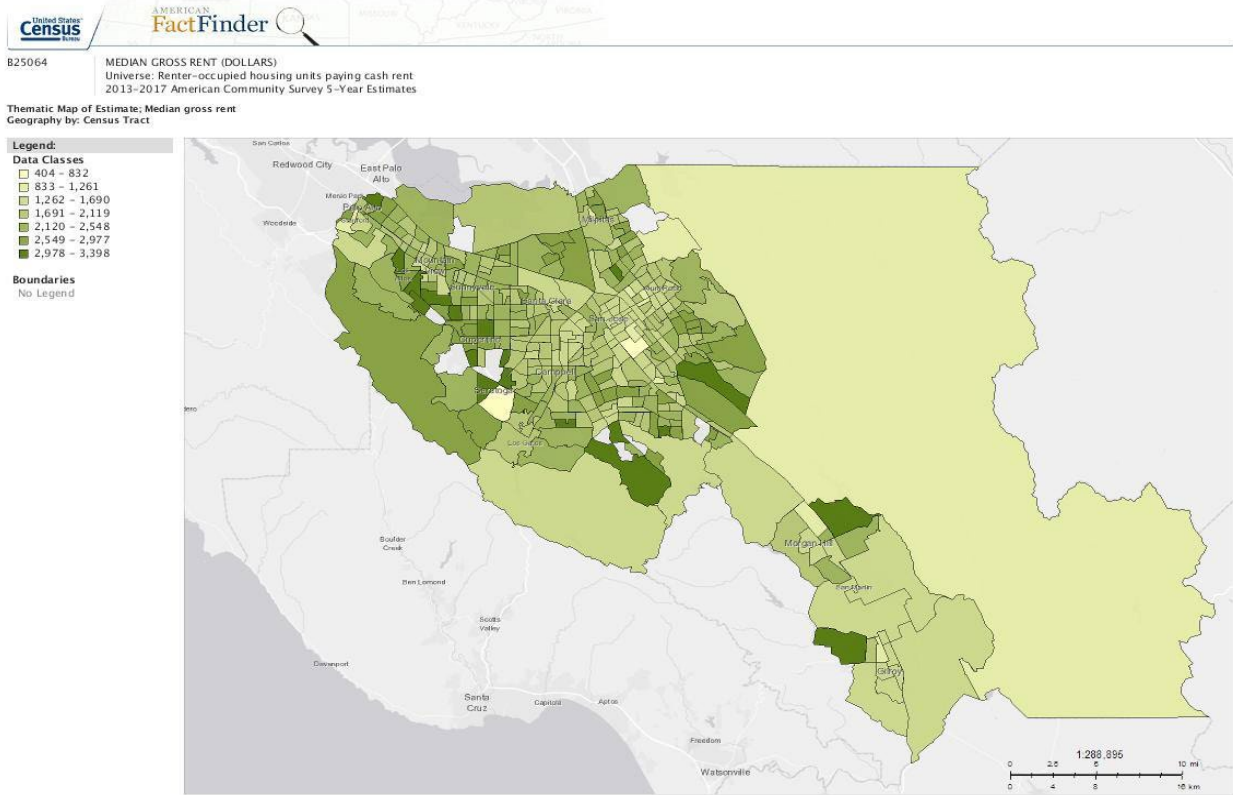 United States®
Census
Bureau
AMERICAN
FactFinder
B25064
MEDIAN GROSS RENT (DOLLARS)
Universe: Renter-occupied housing units paying cash rent
2013-2017 American Community Survey 5-Year Estimates
Thematic Map of Estimate; Median gross rent
Geography by: Census Tract
Legend:
Data Classes
404 - 832
833 - 1,261
1,262 - 1,690
1,691 - 2,119
2,120 - 2,548
2,549 - 2,977
2,978 - 3,398
Boundaries
No Legend
San Carlos
Redwood City
East Palo
Alto
Menlo Park
Woodside
Milpitas
Mountain
View
Sunnyvale
Santa Clara
San Jose
Cupertino
Campbell
Saratoga
Los Gatos
Morgan Hill
San Martin
Gilroy
Boulder
Creek
Ben Lomond
Scotts
Valley
Davenport
Santa
Cruz
Capitola
Aptos
Freedom
Watsonville
1:288,895
0 2.5 5 10 mi
0 4 8 16 km